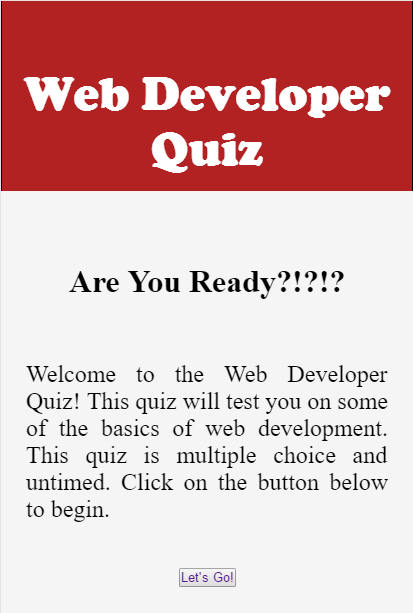 Web Developer
Quiz
Are You Ready?!?!?
Welcome to the Web Developer
Quiz! This quiz will test you on some
of the basics of web development.
This quiz is multiple choice and
untimed. Click on the button below
to begin.
Let's Go!